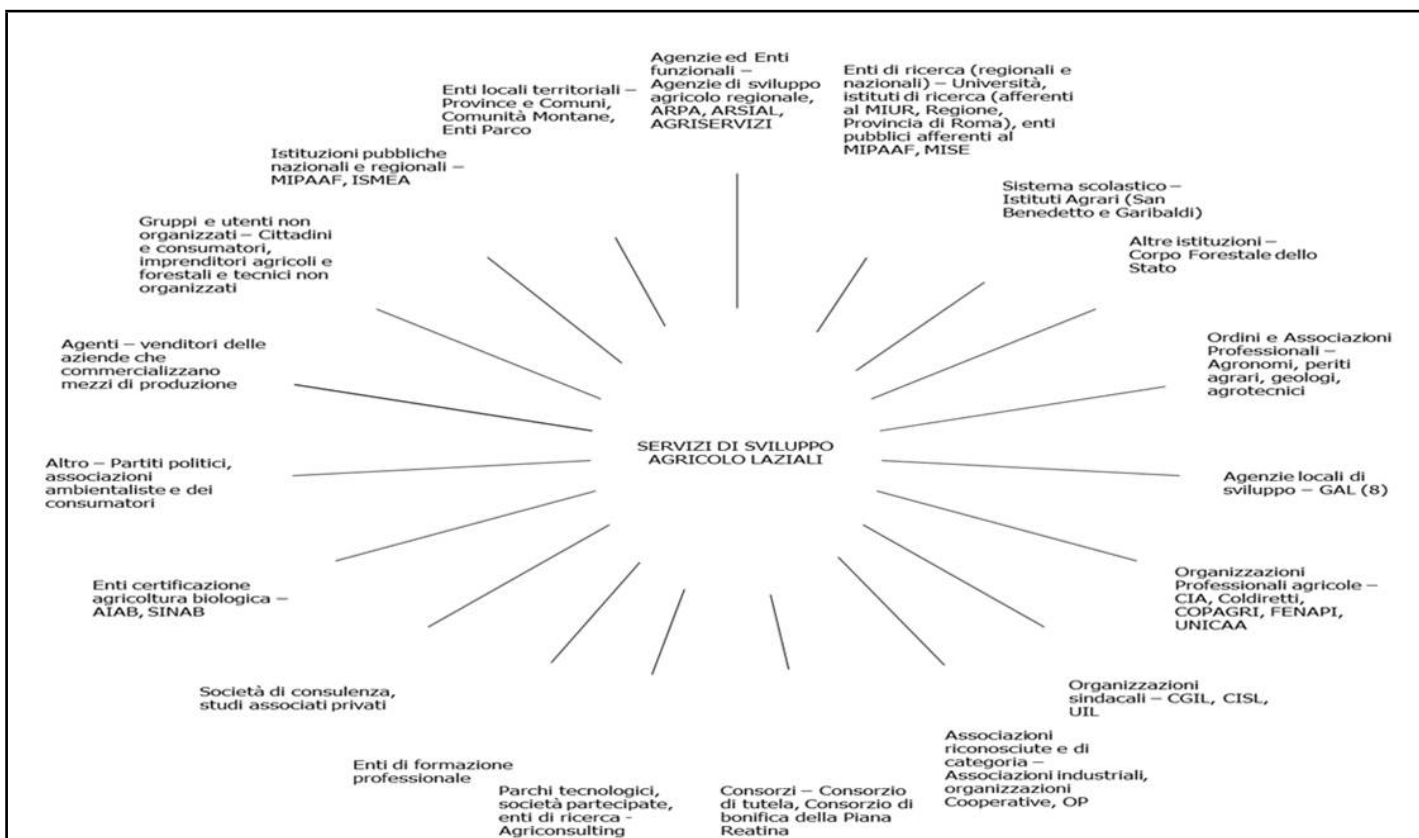 Agenzie ed Enti
funzionali –
Agenzie di sviluppo
agricolo regionale,
ARPA, ARSIAL,
AGRISERVIZI
Enti di ricerca (regionali e
nazionali) – Università,
istituti di ricerca (afferenti
al MIUR, Regione,
Provincia di Roma), enti
pubblici afferenti al
MIPAAF, MISE
Sistema scolastico –
Istituti Agrari (San
Benedetto e Garibaldi)
Altre istituzioni –
Corpo Forestale dello
Stato
Ordini e Associazioni
Professionali –
Agronomi, periti
agrari, geologi,
agrotecnici
Agenzie locali di
sviluppo – GAL (8)
Organizzazioni
Professionali agricole –
CIA, Coldiretti,
COPAGRI, FENAPI,
UNICAA
Organizzazioni
sindacali – CGIL, CISL,
UIL
Associazioni
riconosciute e di
categoria –
Associazioni industriali,
organizzazioni
Cooperative, OP
Consorzi – Consorzio
di tutela, Consorzio di
bonifica della Piana
Reatina
Parchi tecnologici,
società partecipate,
enti di ricerca -
Agriconsulting
Enti di formazione
professionale
Società di consulenza,
studi associati privati
Enti certificazione
agricoltura biologica –
AIAB, SINAB
Altro – Partiti politici,
associazioni
ambientaliste e dei
consumatori
Agenti – venditori delle
aziende che
commercializzano
mezzi di produzione
Gruppi e utenti non
organizzati – Cittadini
e consumatori,
imprenditori agricoli e
forestali e tecnici non
organizzati
Istituzioni pubbliche
nazionali e regionali –
MIPAAF, ISMEA
Enti locali territoriali –
Province e Comuni,
Comunità Montane,
Enti Parco
SERVIZI DI SVILUPPO
AGRICOLO LAZIALI